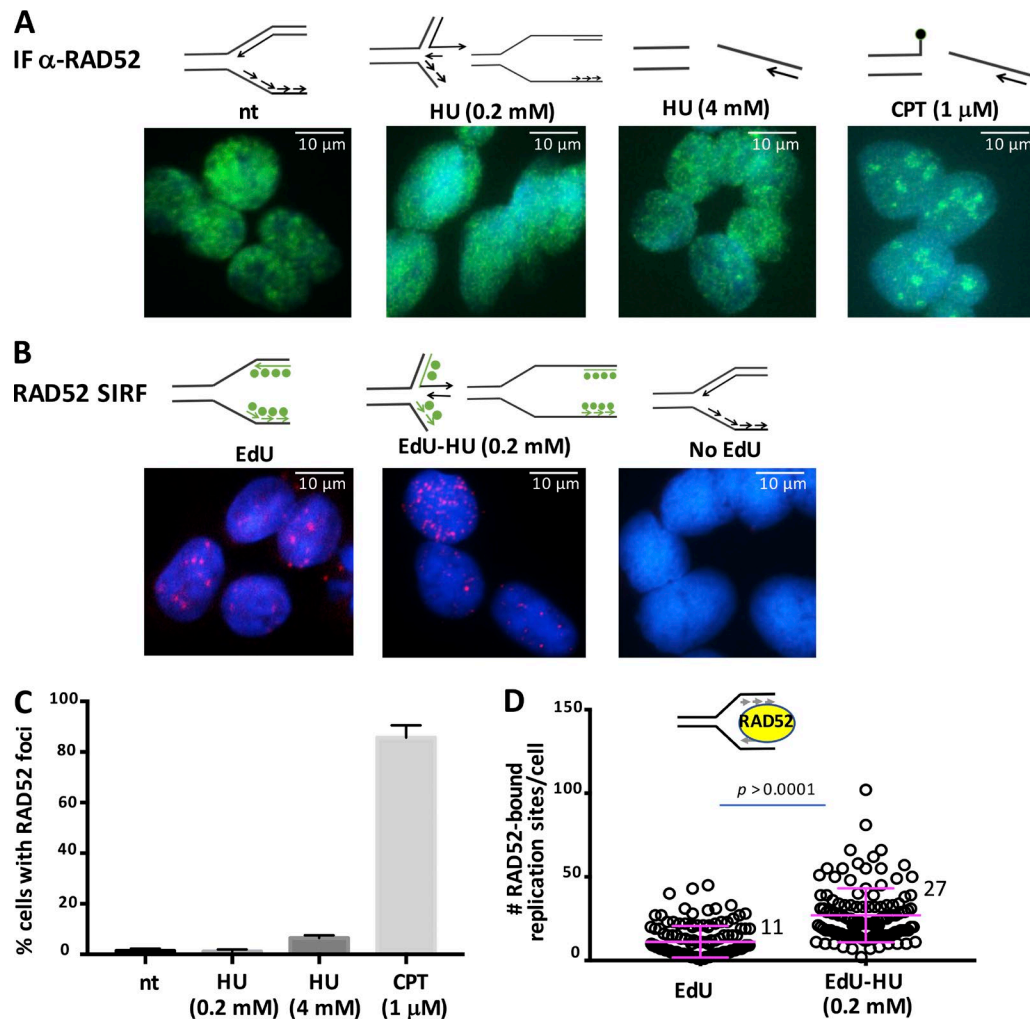 A
IF α-RAD52
nt
HU (0.2 mM)
HU (4 mM)
CPT (1 µM)
10 µm
10 µm
10 µm
10 µm
B
RAD52 SIRF
EdU
EdU-HU (0.2 mM)
No EdU
10 µm
10 µm
10 µm
C
% cells with RAD52 foci
100
80
60
40
20
0
nt
HU
(0.2 mM)
HU
(4 mM)
CPT
(1 µM)
D
# RAD52-bound
replication sites/cell
150
100
50
0
RAD52
p > 0.0001
11
27
EdU
EdU-HU
(0.2 mM)